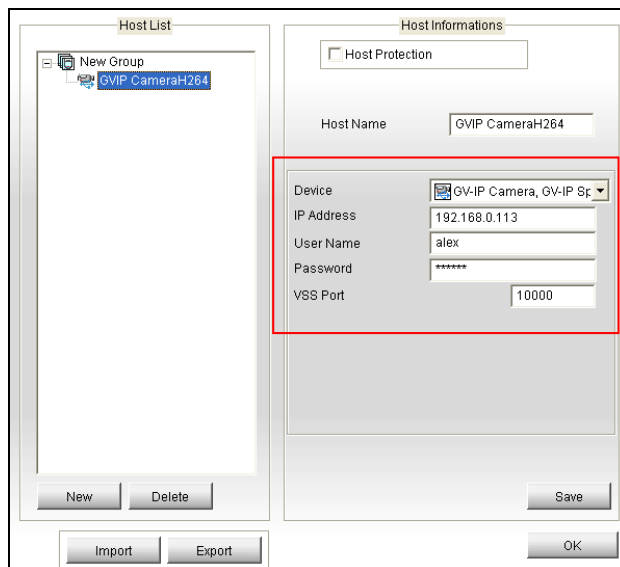 Host List
New Group
GVIP CameraH264
New
Delete
Import
Export
Host Informations
Host Protection
Host Name
GVIP CameraH264
Device
GV-IP Camera, GV-IP Sp
IP Address
192.168.0.113
User Name
alex
Password
******
VSS Port
10000
Save
OK